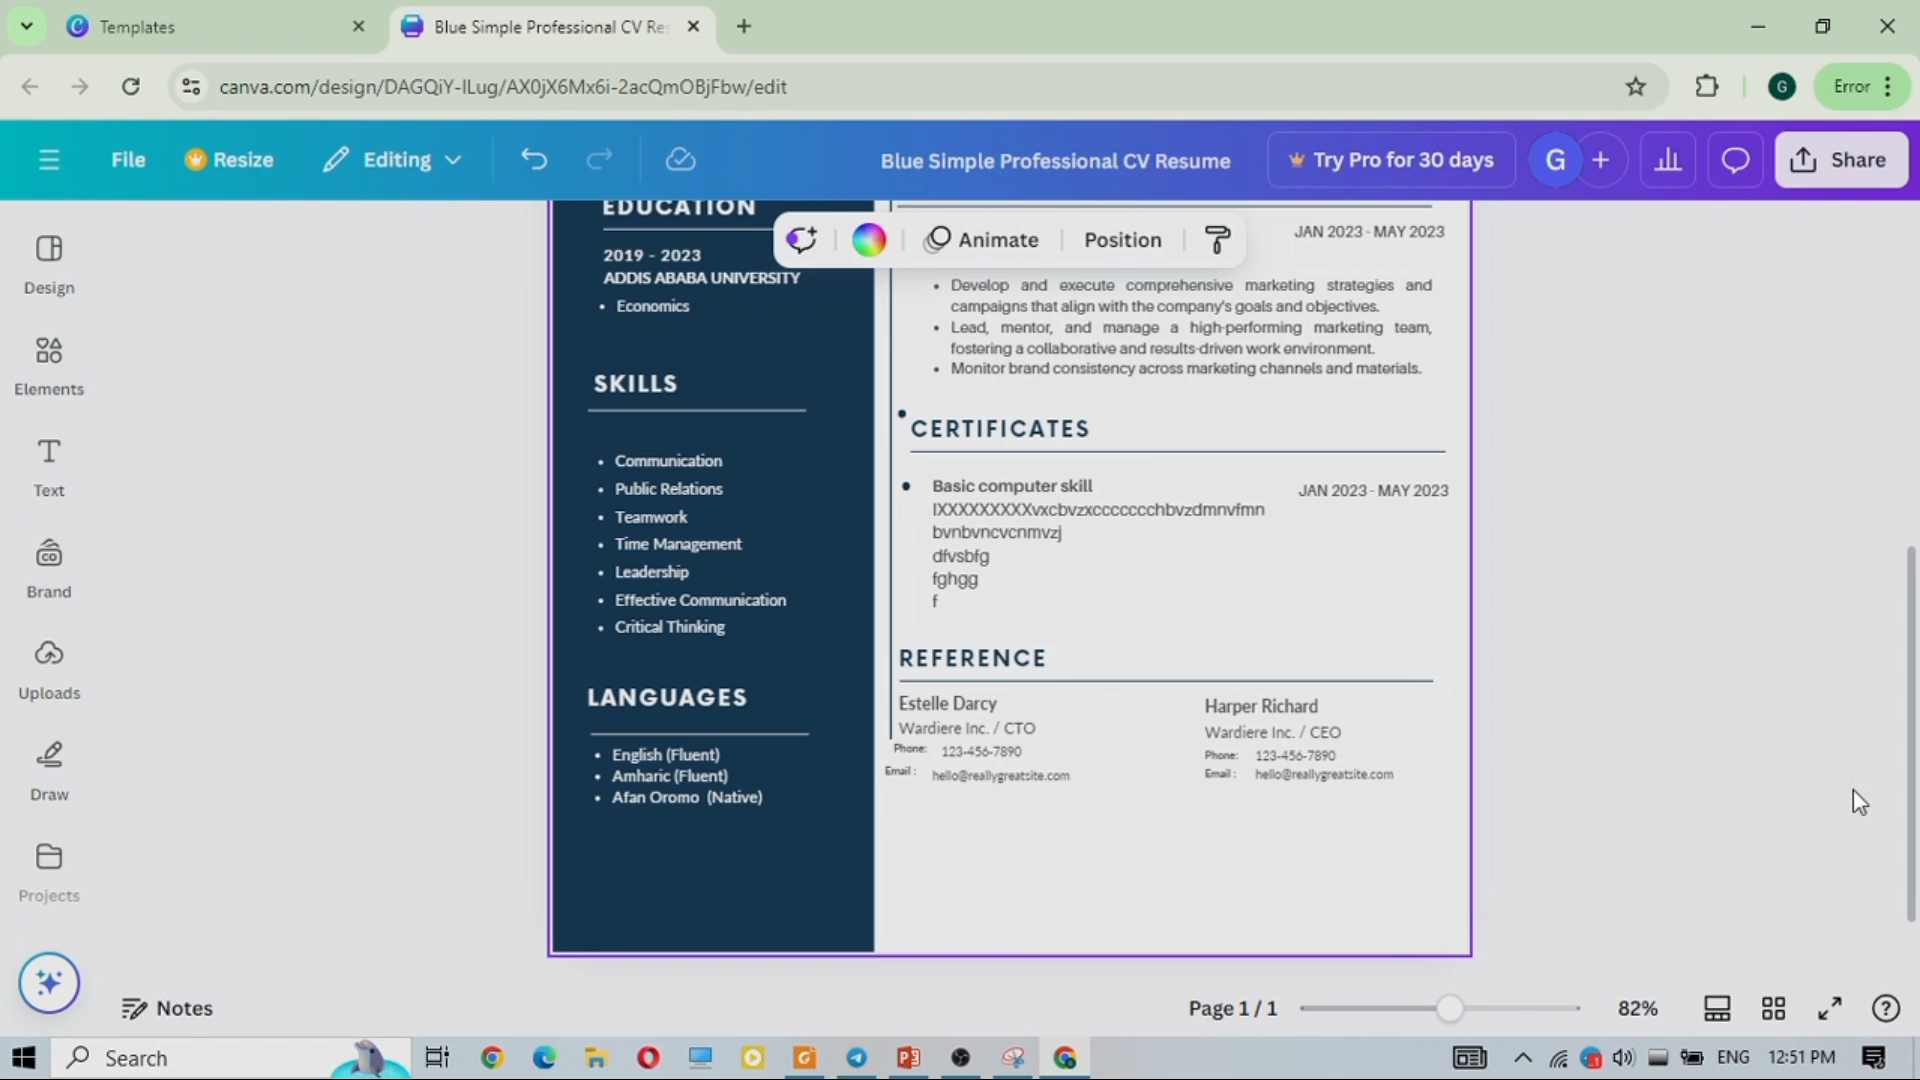 Templates
Blue Simple Professional CV Re
canva.com/design/DAGQiY-ILug/AX0jX6Mx6i-2acQmOBjFbw/edit
G
Error
File
Resize
Editing
Blue Simple Professional CV Resume
Try Pro for 30 days
G
Share
Design
Elements
Text
Brand
Uploads
Draw
Projects
EDUCATION
2019 - 2023
ADDIS ABABA UNIVERSITY
• Economics
SKILLS
• Communication
• Public Relations
• Teamwork
• Time Management
• Leadership
• Effective Communication
• Critical Thinking
LANGUAGES
• English (Fluent)
• Amharic (Fluent)
• Afan Oromo (Native)
Animate
Position
JAN 2023 - MAY 2023
• Develop and execute comprehensive marketing strategies and
campaigns that align with the company's goals and objectives.
• Lead, mentor, and manage a high-performing marketing team,
fostering a collaborative and results-driven work environment.
• Monitor brand consistency across marketing channels and materials.
CERTIFICATES
Basic computer skill
JAN 2023 - MAY 2023
IXXXXXXXXXvxcbvzxccccccchbvzdmnvfmn
bvnbvncvcnmvzj
dfvsbfg
fghgg
f
REFERENCE
Estelle Darcy
Wardiere Inc. / CTO
Phone: 123-456-7890
Email : hello@reallygreatsite.com
Harper Richard
Wardiere Inc. / CEO
Phone: 123-456-7890
Email : hello@reallygreatsite.com
Notes
Page 1 / 1
82%
Search
ENG
12:51 PM